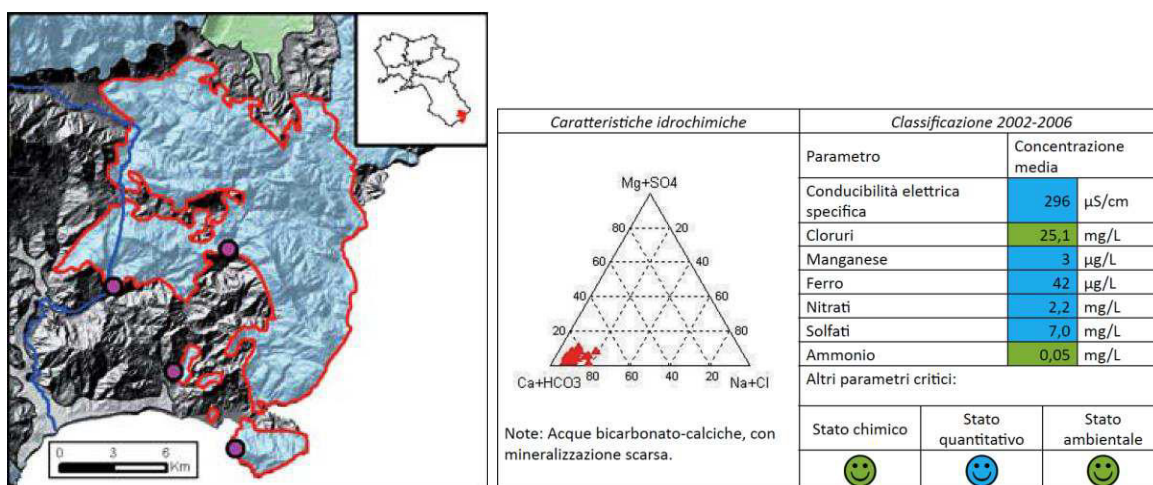 0 3 6
Km
Caratteristiche idrochimiche
Mg+SO4
80 20
60 40
40 60
20 80
Ca+HCO3 80 60 40 20 Na+Cl
Note: Acque bicarbonato-calciche, con
mineralizzazione scarsa.
Classificazione 2002-2006
Parametro Concentrazione
media
Conducibilità elettrica
specifica 296 µS/cm
Cloruri 25,1 mg/L
Manganese 3 µg/L
Ferro 42 µg/L
Nitrati 2,2 mg/L
Solfati 7,0 mg/L
Ammonio 0,05 mg/L
Altri parametri critici:
Stato chimico
Stato
quantitativo
Stato
ambientale